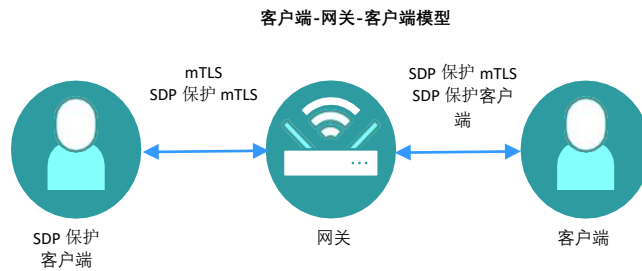 客户端-网关-客户端模型
mTLS
SDP 保护 mTLS
SDP 保护 mTLS
SDP 保护客户
端
SDP 保护
客户端
网关
客户端